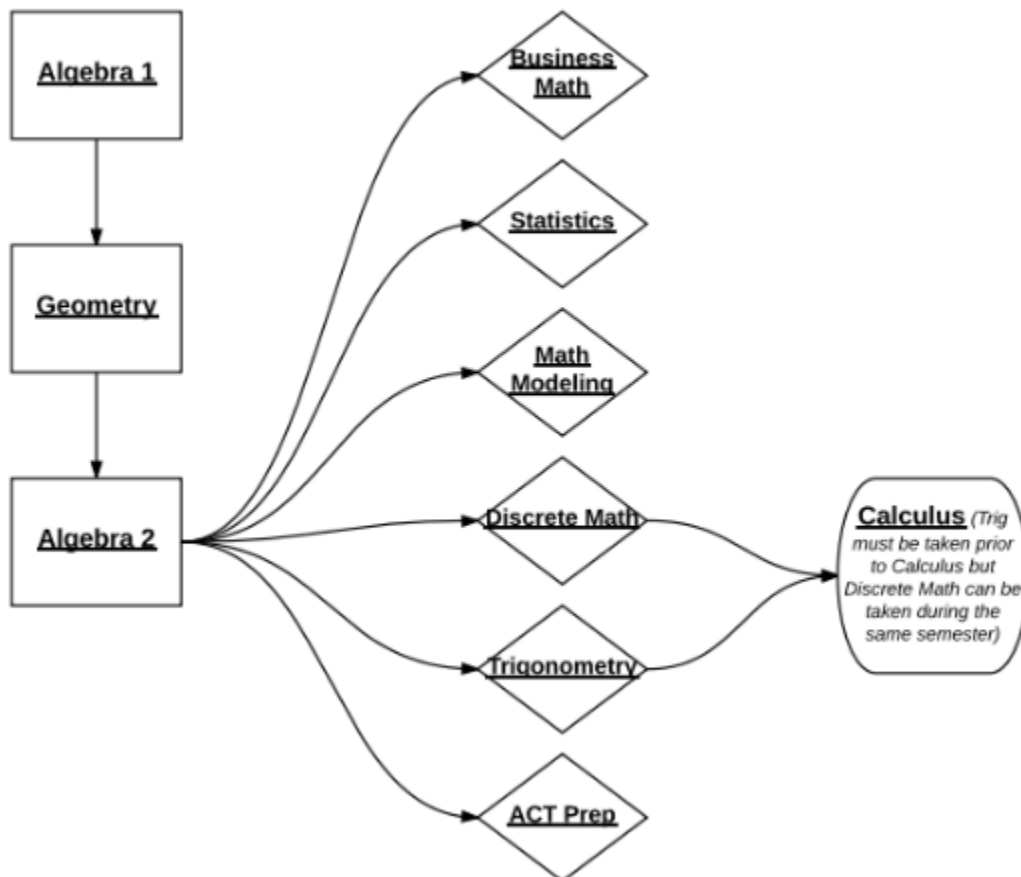 Algebra 1
Geometry
Algebra 2
Business
Math
Statistics
Math
Modeling
Discrete Math
Trigonometry
ACT Prep
Calculus (Trig
must be taken prior
to Calculus but
Discrete Math can be
taken during the
same semester)